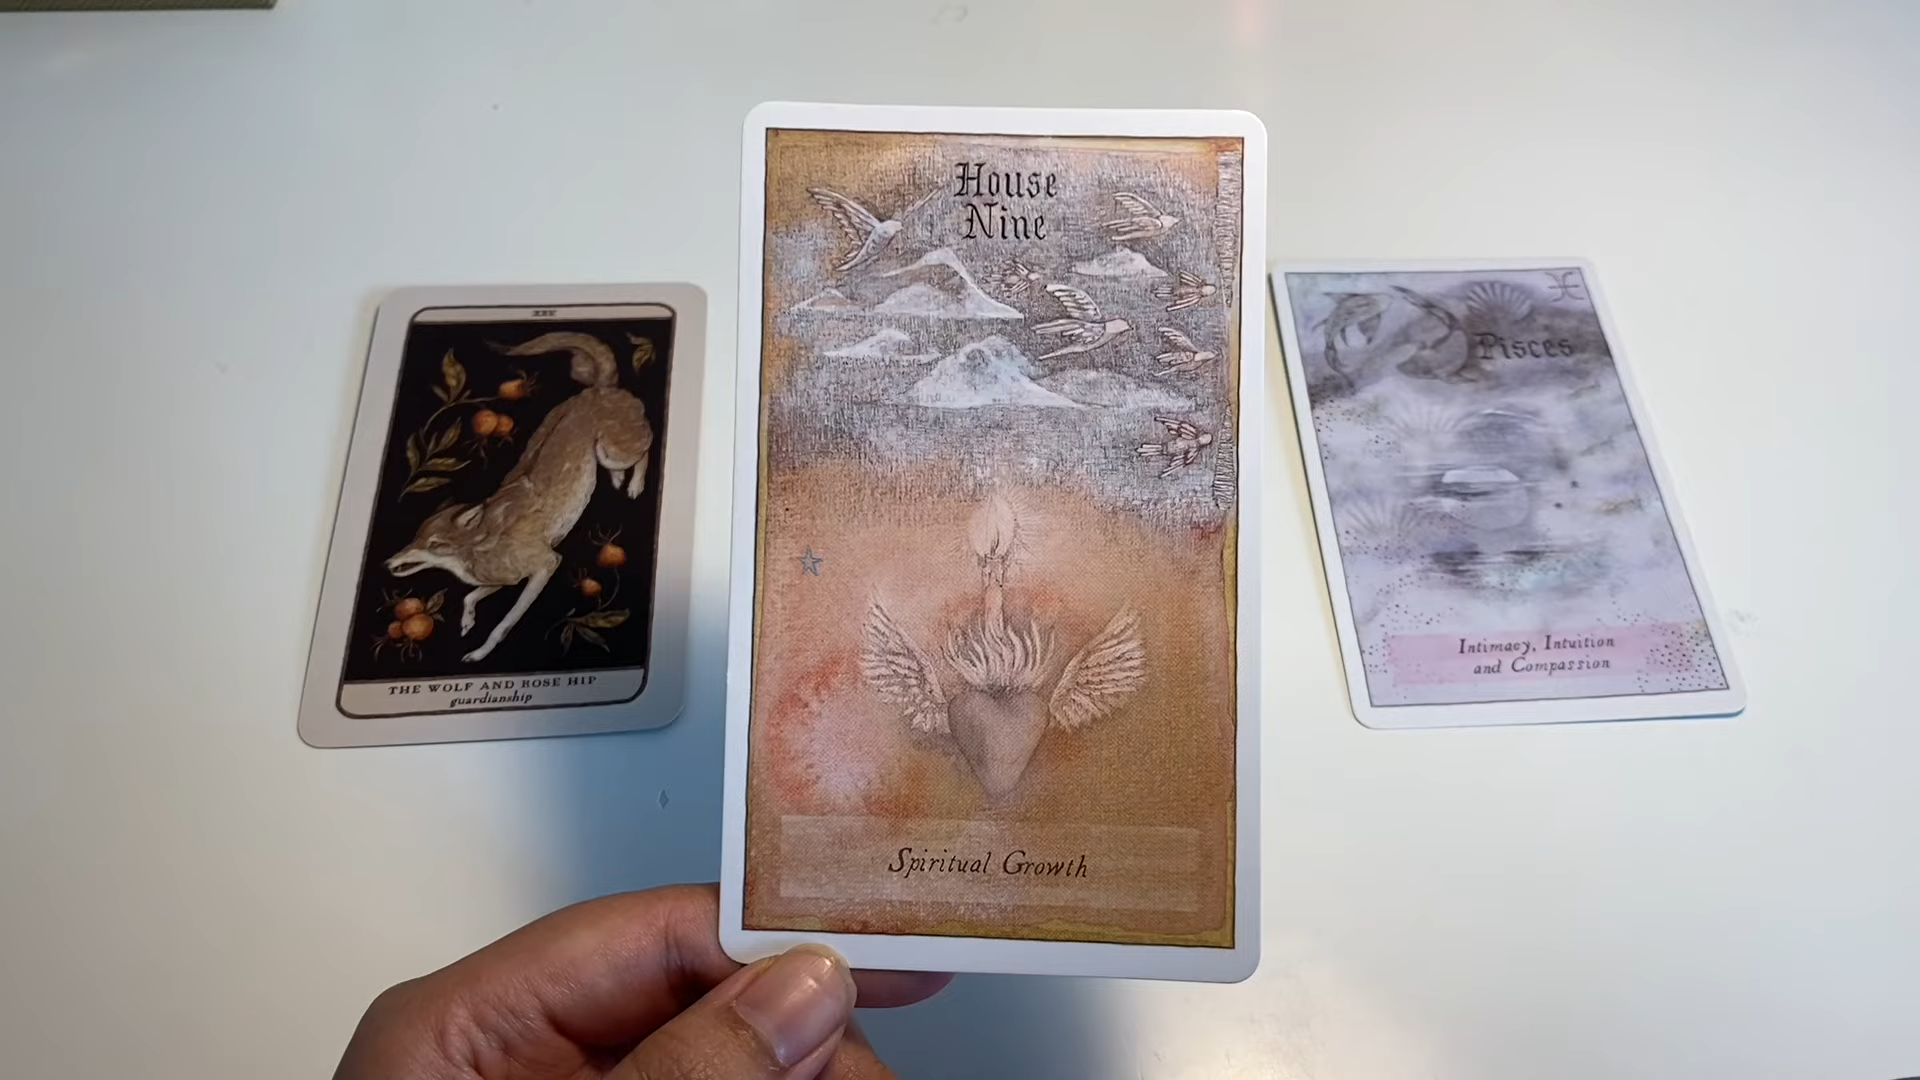 House
Nine
Spiritual Growth
THE WOLF AND ROSE HIP
guardianship
Pisces
Intimacy, Intuition
and Compassion